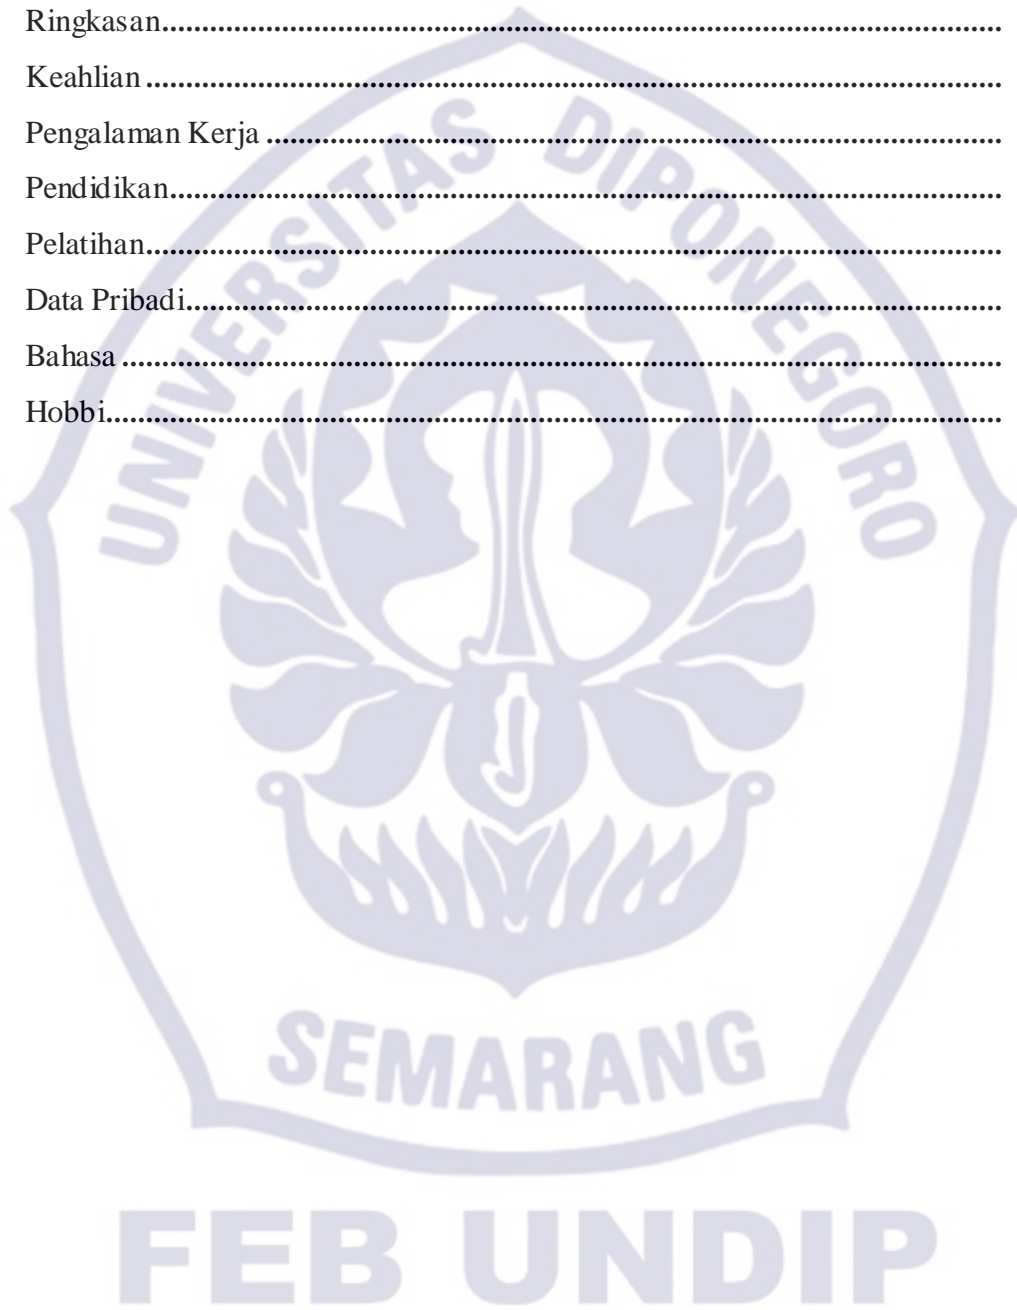 Ringkasan..........................................................................................................
Keahlian ............................................................................................................
Pengalaman Kerja .............................................................................................
Pendidikan.........................................................................................................
Pelatihan............................................................................................................
Data Pribadi.......................................................................................................
Bahasa ...............................................................................................................
Hobbi.................................................................................................................
UNIVERSITAS DIPONEGORO
SEMARANG
FEB UNDIP